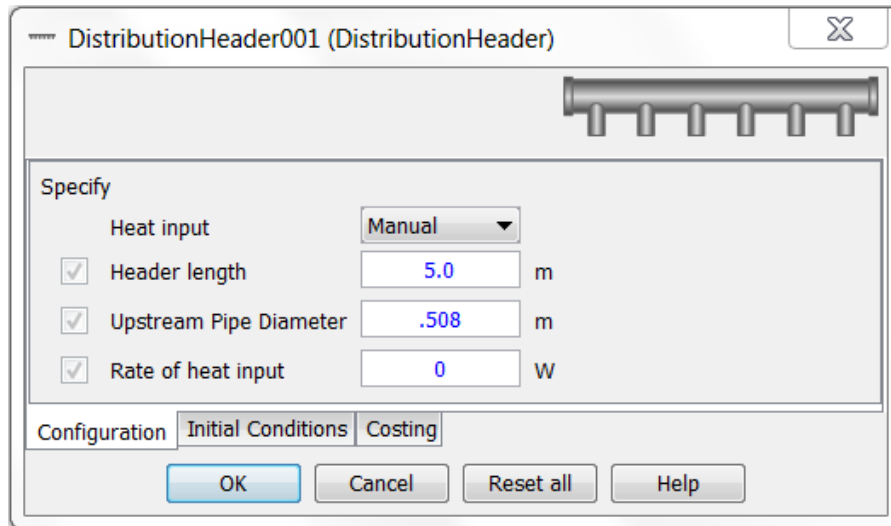 DistributionHeader001 (DistributionHeader)
Specify
Heat input Manual
Header length 5.0 m
Upstream Pipe Diameter .508 m
Rate of heat input 0 W
Configuration Initial Conditions Costing
OK Cancel Reset all Help